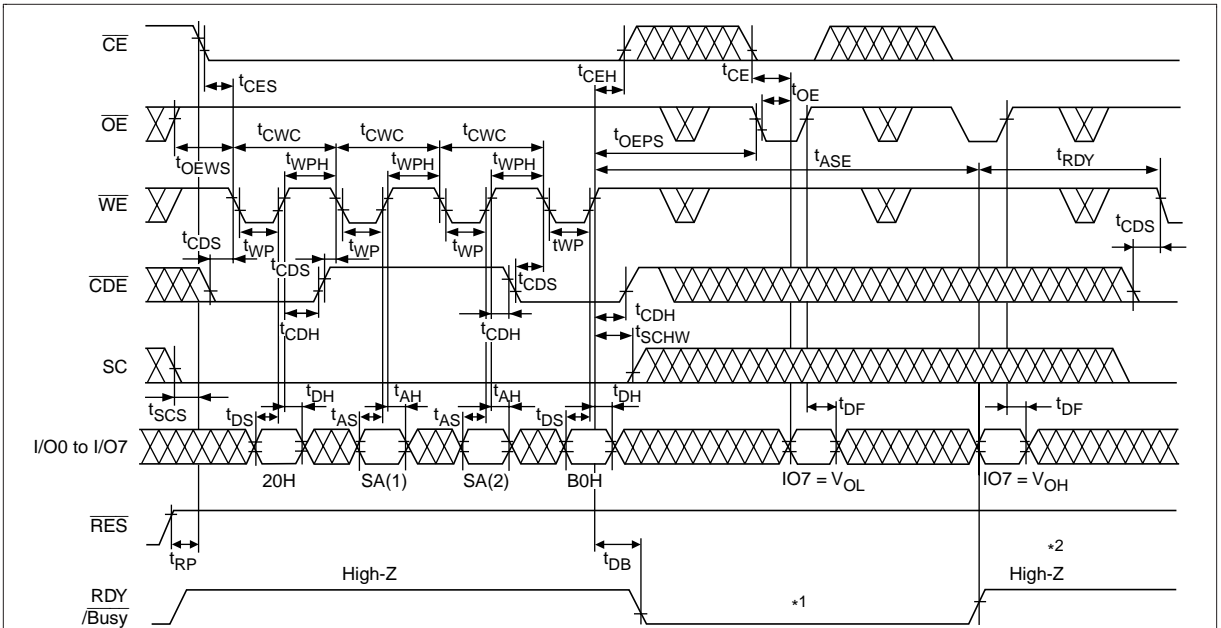 CE
tCES
tCEH
tCE
tOE
OE
tOEWS
tCWC
tCWC
tCWC
tOEPS
tWPH
tWPH
tWPH
tASE
tRDY
WE
tCDS
tWP
tWP
tWP
tWP
tCDS
tCDS
tCDS
CDE
tCDH
tCDH
tCDH
tSCHW
SC
tSCS
tDS
tDH
tAS
tAH
tAS
tAH
tDS
tDH
tDF
tDF
I/O0 to I/O7
20H
SA(1)
SA(2)
B0H
IO7 = VOL
IO7 = VOH
RES
tRP
tDB
*2
High-Z
High-Z
RDY
/Busy
*1